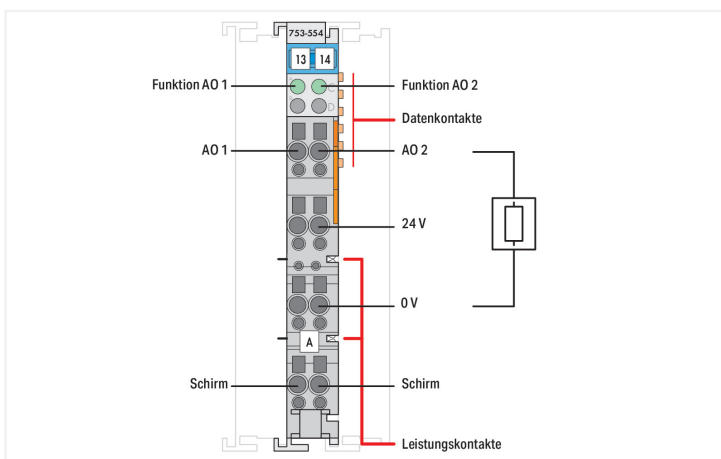 753-554
13 14
Funktion AO 1
C
Funktion AO 2
D
Datenkontakte
AO 1
AO 2
24 V
0 V
A
Schirm
Schirm
Leistungskontakte